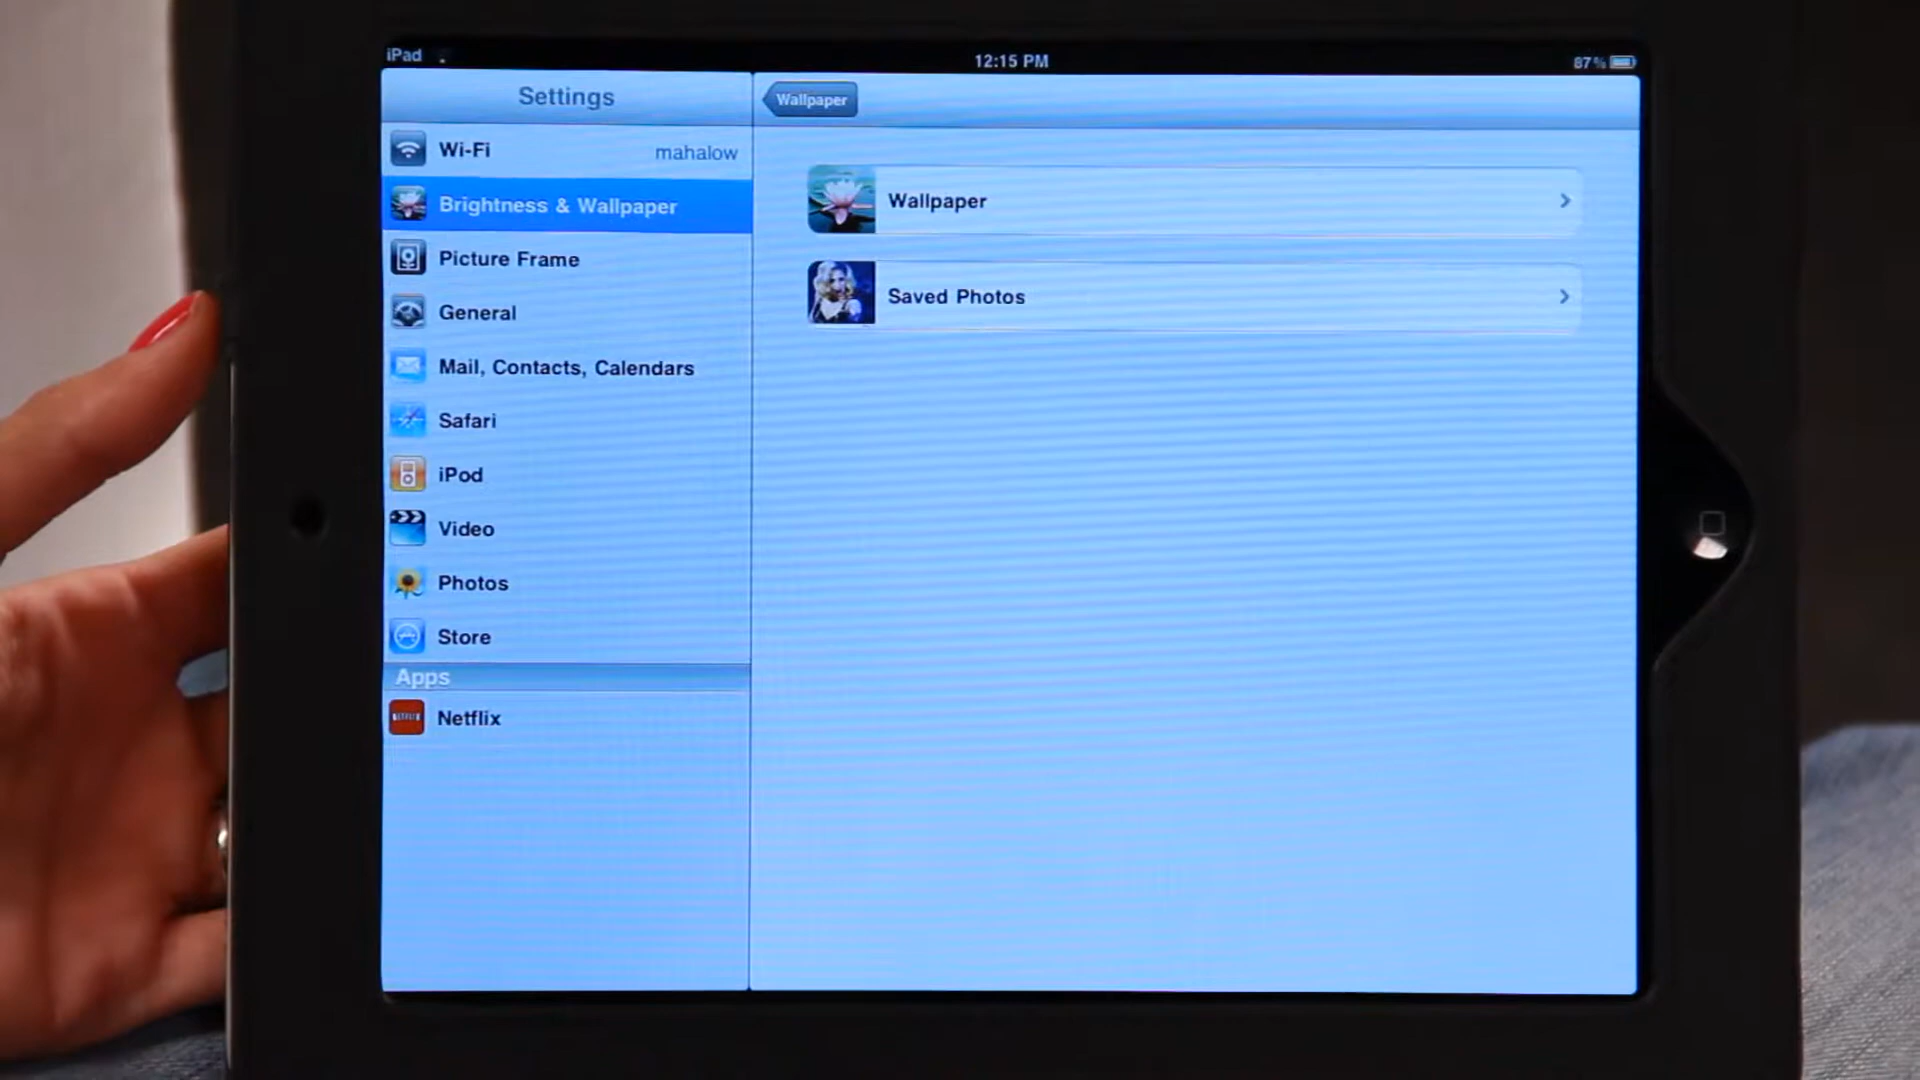 iPad
12:15 PM
87%
Settings
Wallpaper
Wi-Fi mahalow
Brightness & Wallpaper
Picture Frame
General
Mail, Contacts, Calendars
Safari
iPod
Video
Photos
Store
Apps
Netflix
Wallpaper
Saved Photos